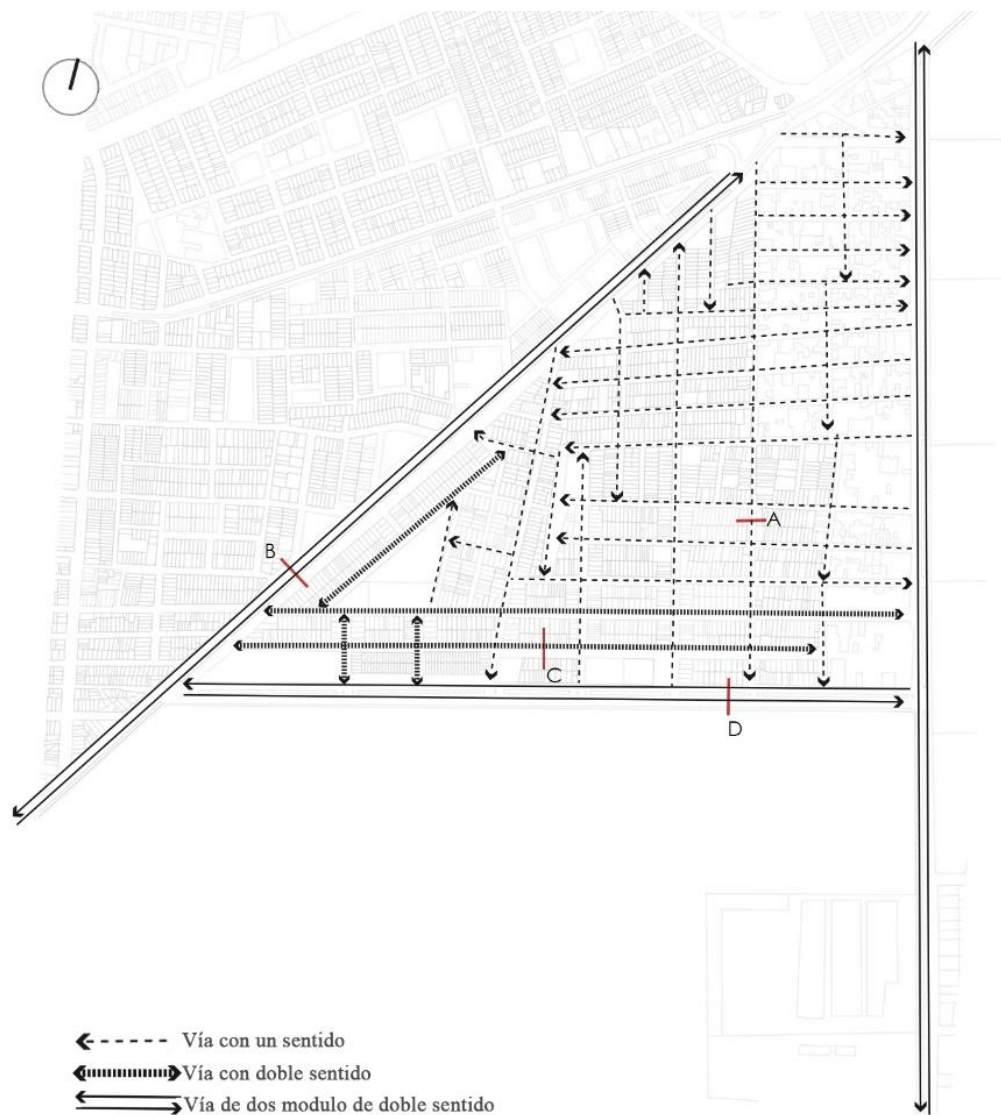 A
B
C
D
Vía con un sentido
Vía con doble sentido
Vía de dos modulo de doble sentido